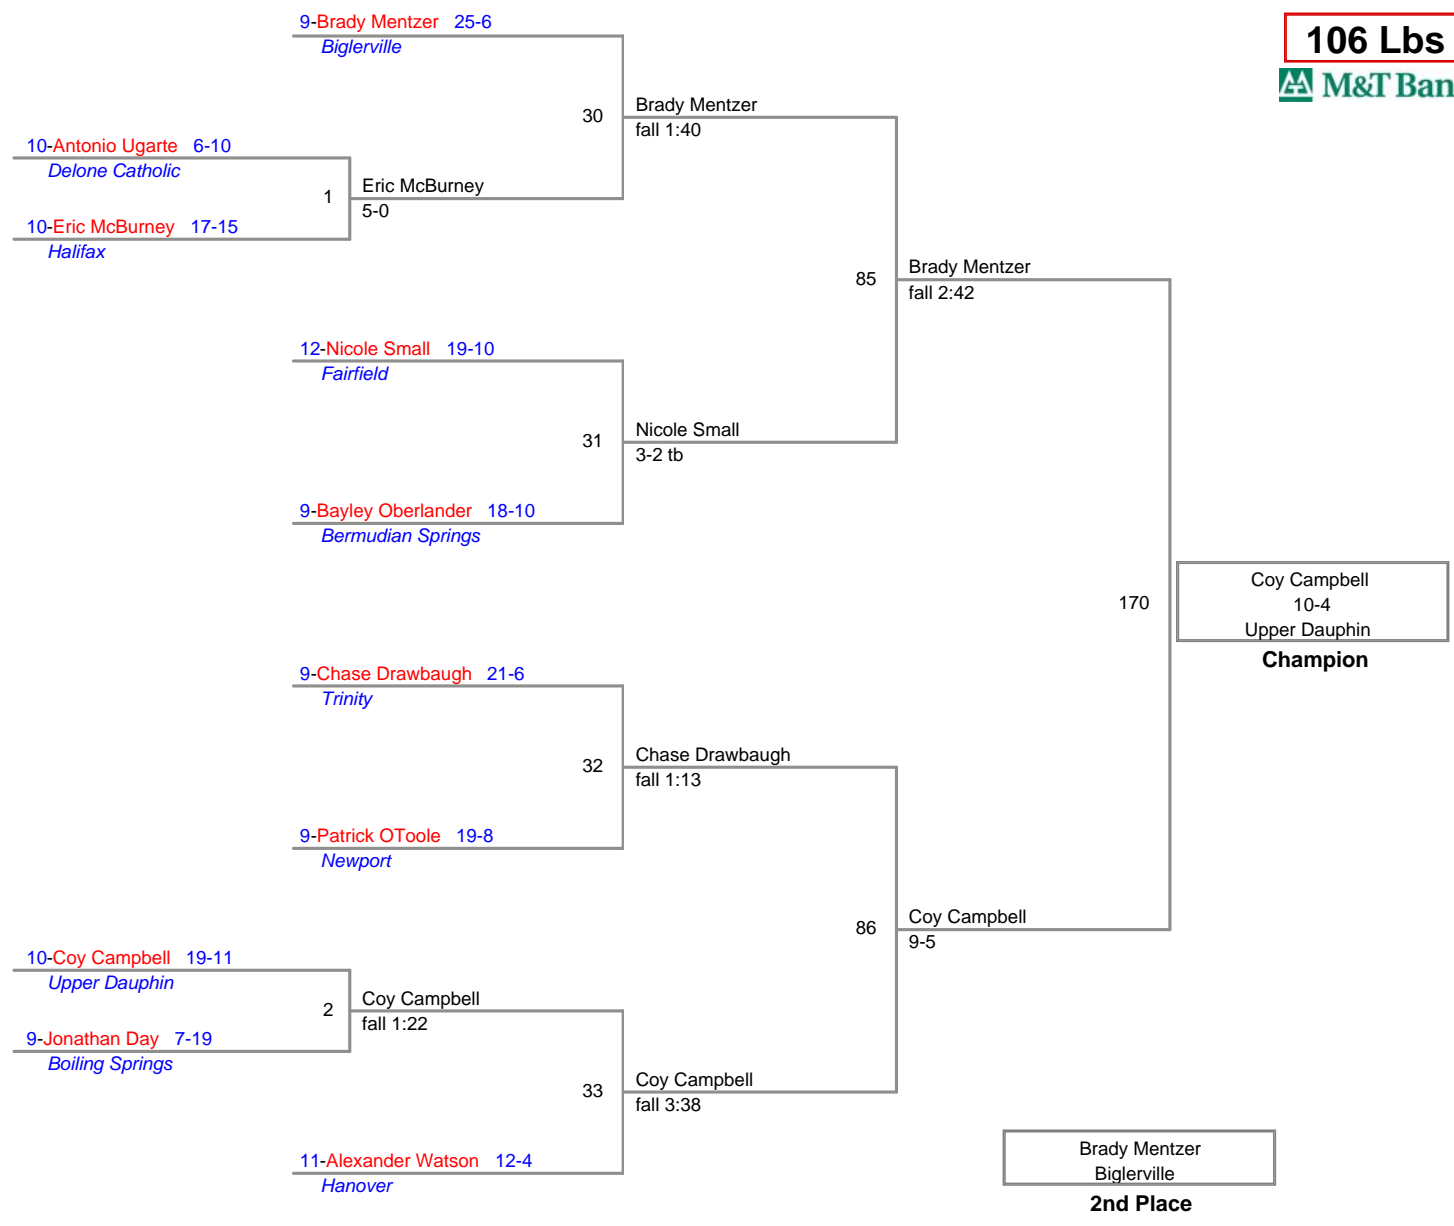 9-Brady Mentzer 25-6
Biglerville
106 Lbs
M&T Ban
30
Brady Mentzer
fall 1:40
10-Antonio Ugarte 6-10
Delone Catholic
1
Eric McBurney
5-0
10-Eric McBurney 17-15
Halifax
85
Brady Mentzer
fall 2:42
12-Nicole Small 19-10
Fairfield
31
Nicole Small
3-2 tb
9-Bayley Oberlander 18-10
Bermudian Springs
170
Coy Campbell
10-4
Upper Dauphin
Champion
9-Chase Drawbaugh 21-6
Trinity
32
Chase Drawbaugh
fall 1:13
9-Patrick OToole 19-8
Newport
86
Coy Campbell
9-5
10-Coy Campbell 19-11
Upper Dauphin
2
Coy Campbell
fall 1:22
9-Jonathan Day 7-19
Boiling Springs
33
Coy Campbell
fall 3:38
11-Alexander Watson 12-4
Hanover
Brady Mentzer
Biglerville
2nd Place